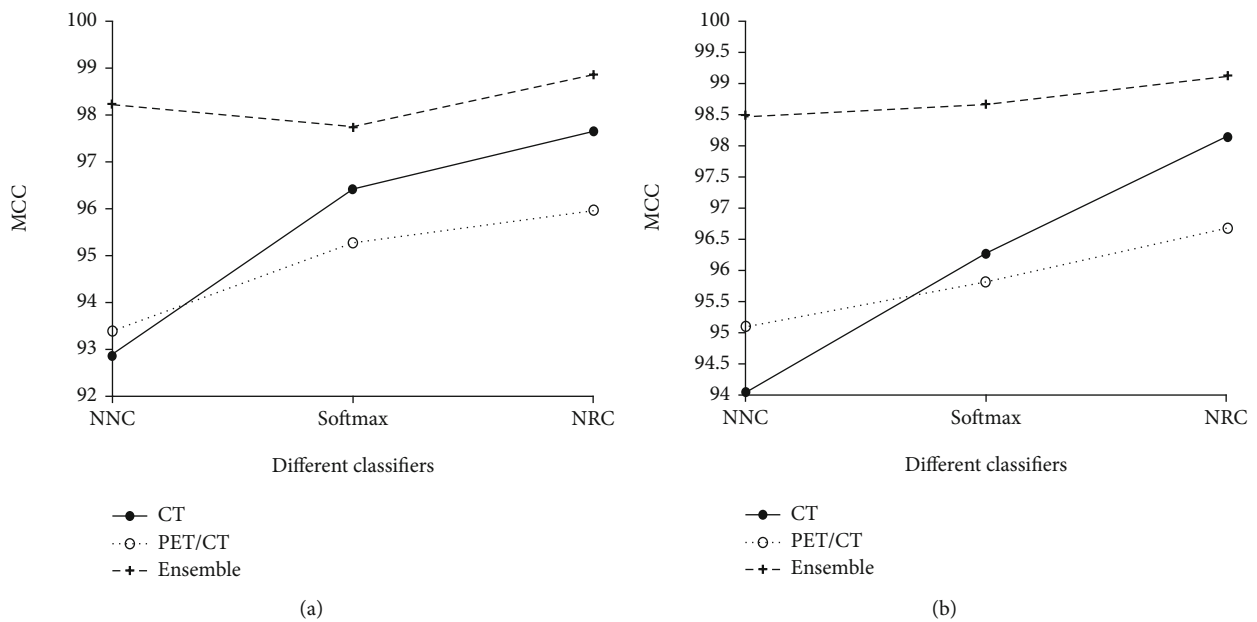 100
99
98
97
96
95
94
93
92
MCC
NNC
Softmax
NRC
Different classifiers
CT
PET/CT
Ensemble
(a)
100
99.5
99
98.5
98
97.5
97
96.5
96
95.5
95
94.5
94
MCC
NNC
Softmax
NRC
Different classifiers
CT
PET/CT
Ensemble
(b)